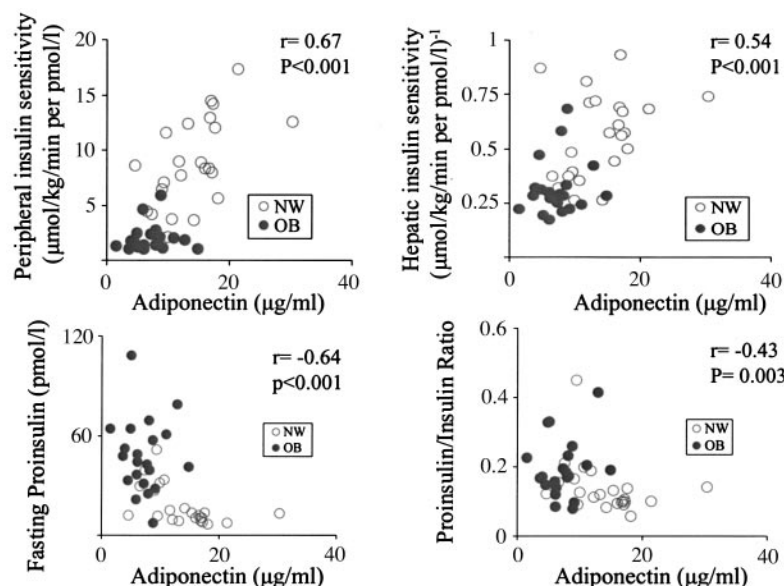 Peripheral insulin sensitivity
(μmol/kg/min per pmol/l)
20
15
10
5
r= 0.67
P<0.001
NW
OB
0
20
40
Adiponectin (μg/ml)
Hepatic insulin sensitivity
(μmol/kg/min per pmol/l)⁻¹
1
0.75
0.5
0.25
0
r= 0.54
P<0.001
NW
OB
0
20
40
Adiponectin (μg/ml)
Fasting Proinsulin (pmol/l)
120
60
r= -0.64
p<0.001
NW
OB
0
20
40
Adiponectin (μg/ml)
Proinsulin/Insulin Ratio
0.6
0.4
0.2
0
r= -0.43
P= 0.003
NW
OB
0
20
40
Adiponectin (μg/ml)